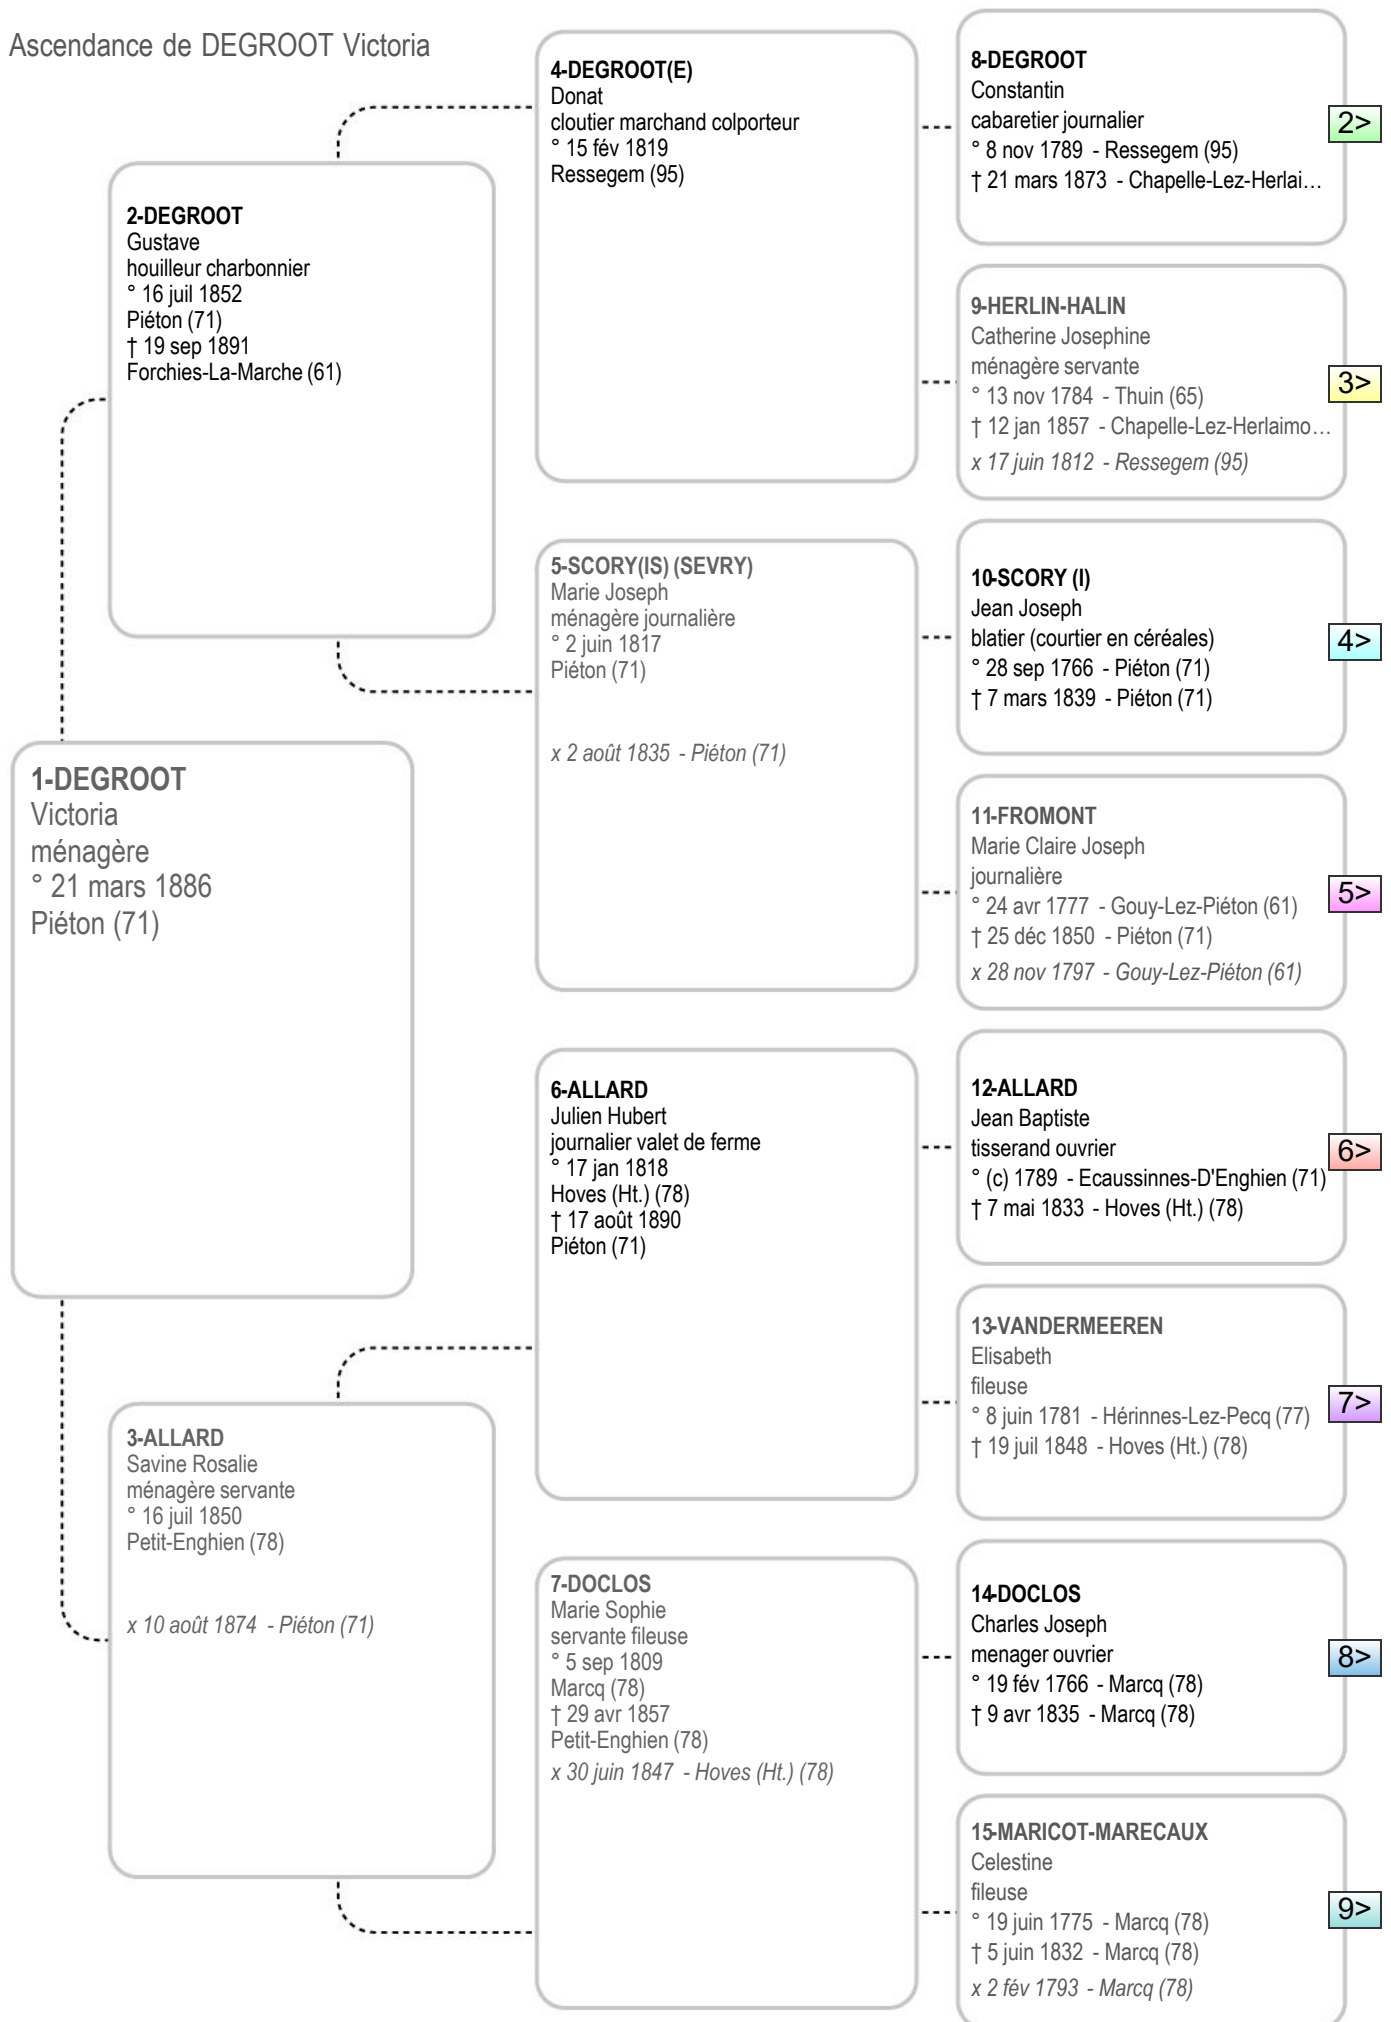 Ascendance de DEGROOT Victoria
1-DEGROOT
Victoria
ménagère
° 21 mars 1886
Piéton (71)
2-DEGROOT
Gustave
houilleur charbonnier
° 16 juil 1852
Piéton (71)
† 19 sep 1891
Forchies-La-Marche (61)
3-ALLARD
Savine Rosalie
ménagère servante
° 16 juil 1850
Petit-Enghien (78)
x 10 août 1874 - Piéton (71)
4-DEGROOT(E)
Donat
cloutier marchand colporteur
° 15 fév 1819
Ressegem (95)
5-SCORY(IS) (SEVRY)
Marie Joseph
ménagère journalière
° 2 juin 1817
Piéton (71)
x 2 août 1835 - Piéton (71)
6-ALLARD
Julien Hubert
journalier valet de ferme
° 17 jan 1818
Hoves (Ht.) (78)
† 17 août 1890
Piéton (71)
7-DOCLOS
Marie Sophie
servante fileuse
° 5 sep 1809
Marcq (78)
† 29 avr 1857
Petit-Enghien (78)
x 30 juin 1847 - Hoves (Ht.) (78)
8-DEGROOT
Constantin
cabaretier journalier
° 8 nov 1789 - Ressegem (95)
† 21 mars 1873 - Chapelle-Lez-Herlai…
2>
9-HERLIN-HALIN
Catherine Josephine
ménagère servante
° 13 nov 1784 - Thuin (65)
† 12 jan 1857 - Chapelle-Lez-Herlaimo…
x 17 juin 1812 - Ressegem (95)
3>
10-SCORY (I)
Jean Joseph
blatier (courtier en céréales)
° 28 sep 1766 - Piéton (71)
† 7 mars 1839 - Piéton (71)
4>
11-FROMONT
Marie Claire Joseph
journalière
° 24 avr 1777 - Gouy-Lez-Piéton (61)
† 25 déc 1850 - Piéton (71)
x 28 nov 1797 - Gouy-Lez-Piéton (61)
5>
12-ALLARD
Jean Baptiste
tisserand ouvrier
° (c) 1789 - Ecaussinnes-D'Enghien (71)
† 7 mai 1833 - Hoves (Ht.) (78)
6>
13-VANDERMEEREN
Elisabeth
fileuse
° 8 juin 1781 - Hérinnes-Lez-Pecq (77)
† 19 juil 1848 - Hoves (Ht.) (78)
7>
14-DOCLOS
Charles Joseph
menager ouvrier
° 19 fév 1766 - Marcq (78)
† 9 avr 1835 - Marcq (78)
8>
15-MARICOT-MARECAUX
Celestine
fileuse
° 19 juin 1775 - Marcq (78)
† 5 juin 1832 - Marcq (78)
x 2 fév 1793 - Marcq (78)
9>